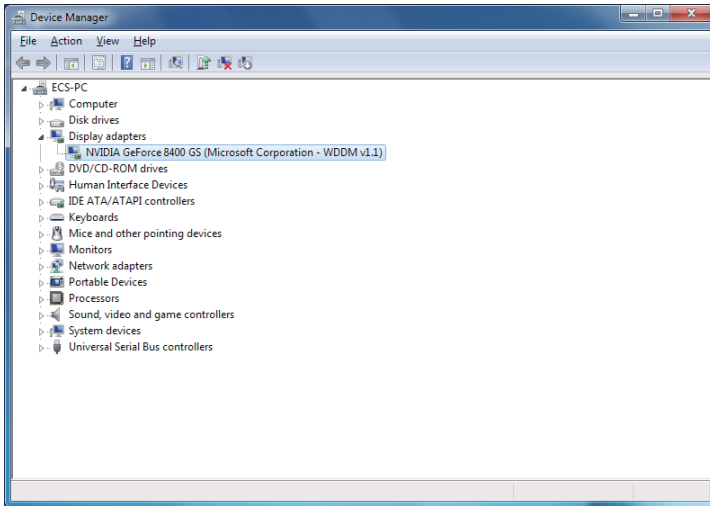 Device Manager
File Action View Help
ECS-PC
Computer
Disk drives
Display adapters
NVIDIA GeForce 8400 GS (Microsoft Corporation - WDDM v1.1)
DVD/CD-ROM drives
Human Interface Devices
IDE ATA/ATAPI controllers
Keyboards
Mice and other pointing devices
Monitors
Network adapters
Portable Devices
Processors
Sound, video and game controllers
System devices
Universal Serial Bus controllers